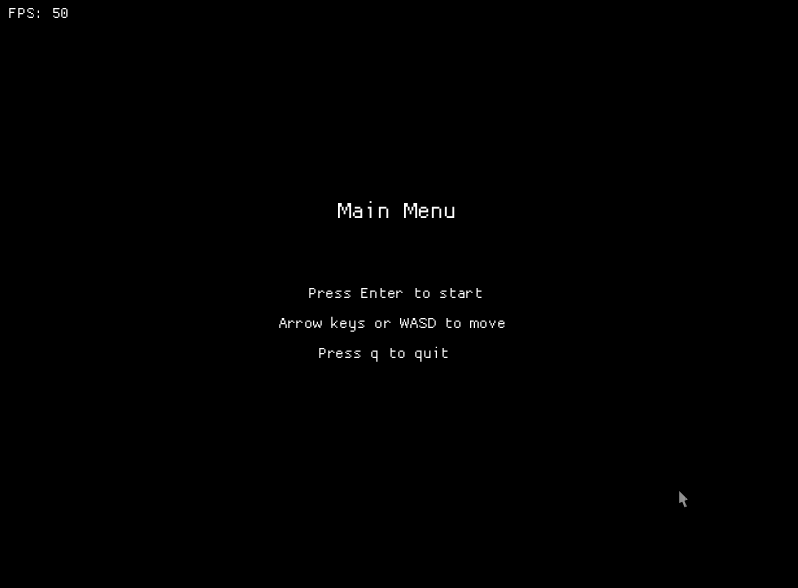 FPS: 50
Main Menu
Press Enter to start
Arrow keys or WASD to move
Press q to quit